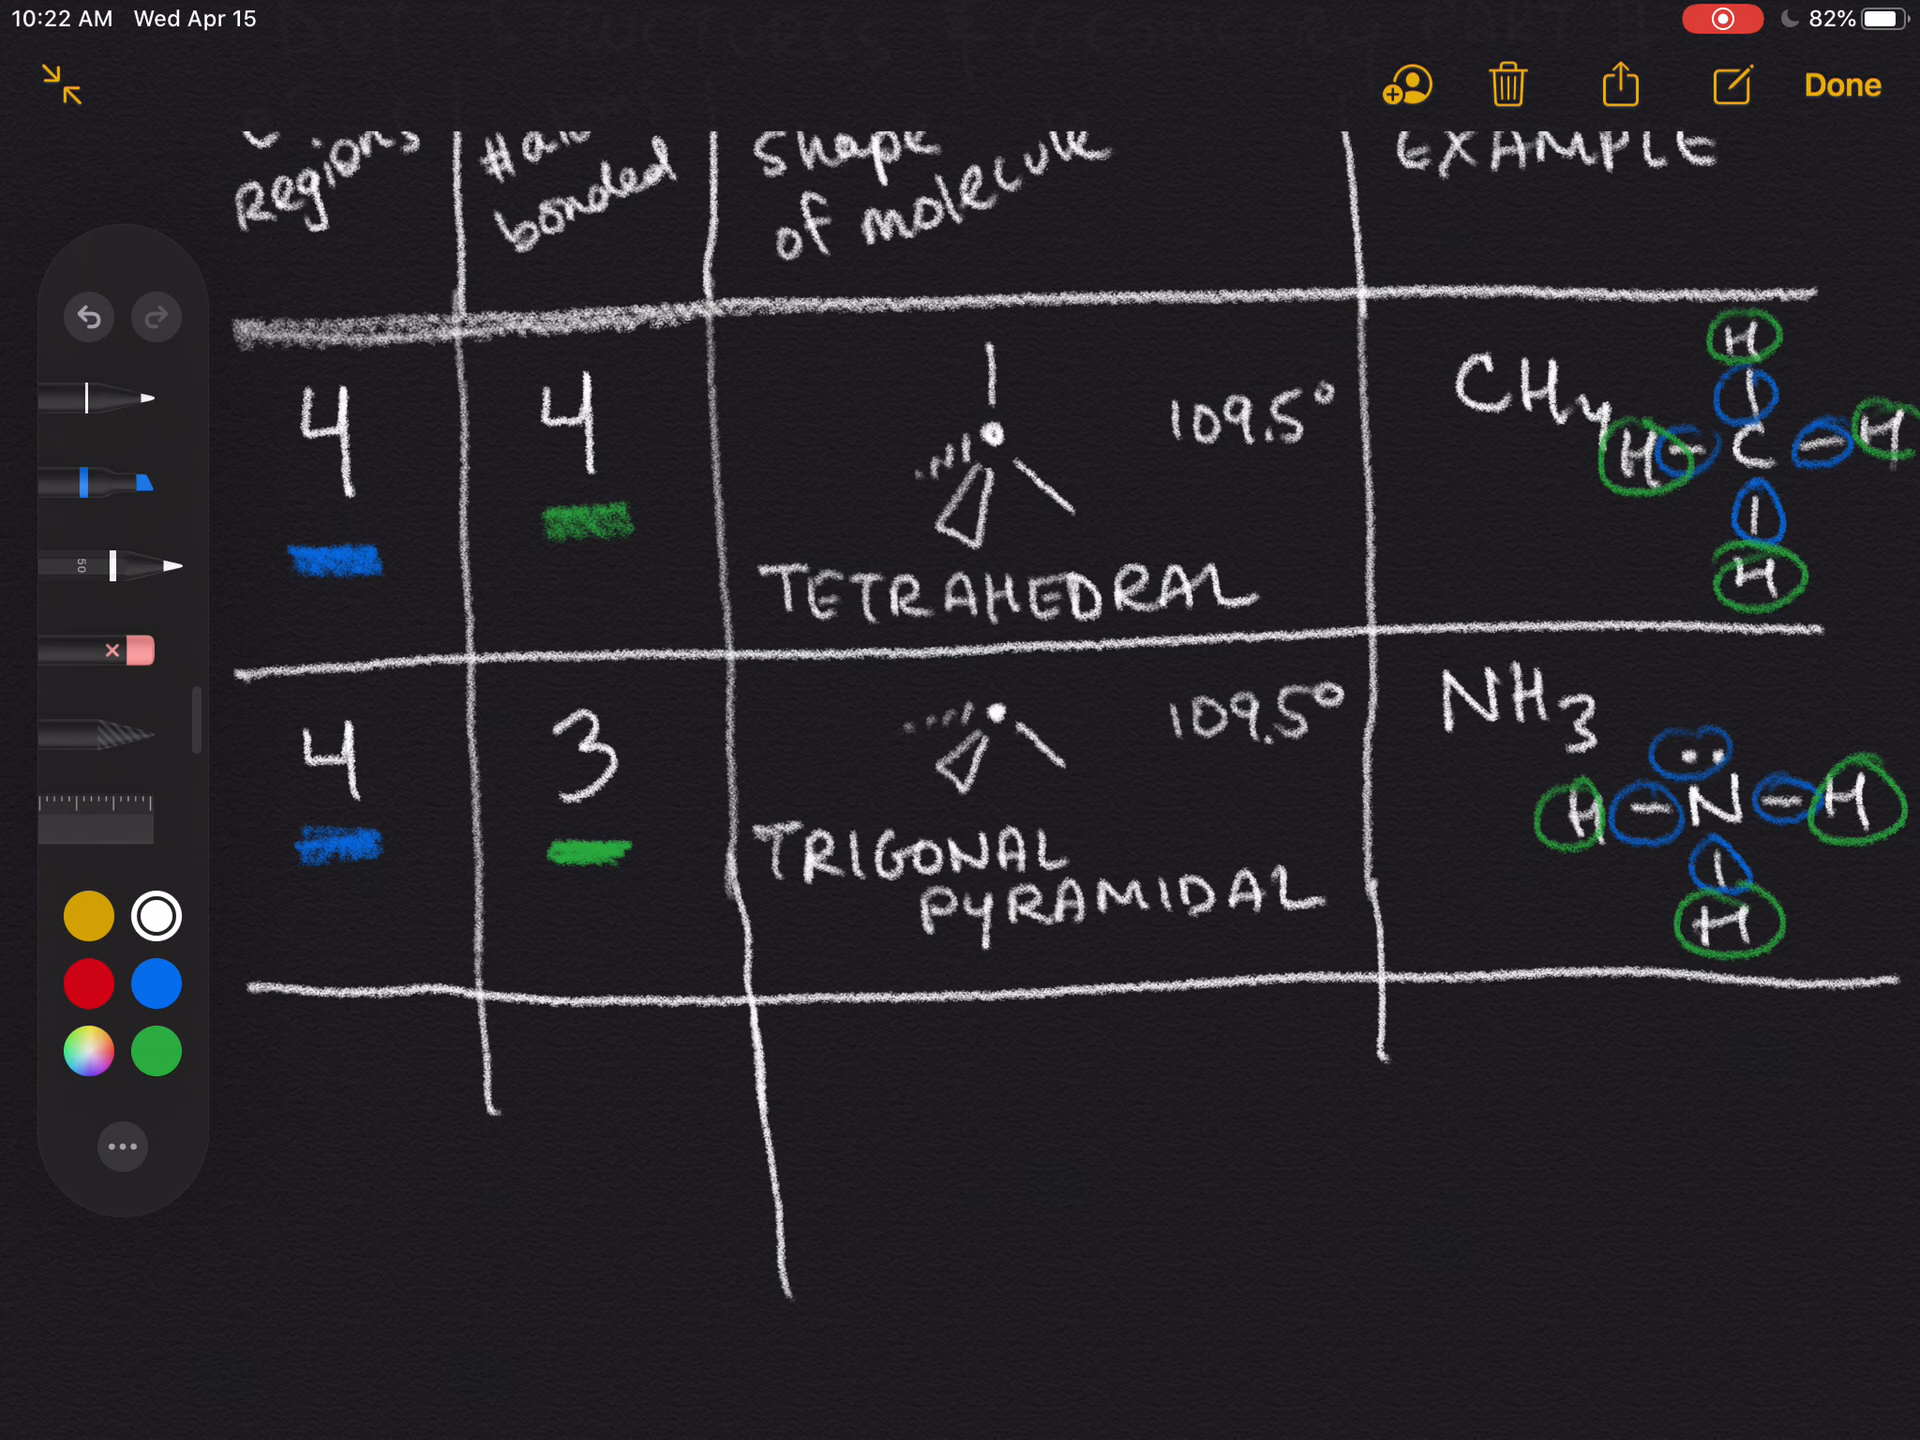 10:22 AM Wed Apr 15
82%
Done
Regions
bonded
Shape
of molecule
EXAMPLE
4
4
109.5°
TETRAHEDRAL
CH4
H
H - C - H
H
4
3
109.5°
TRIGONAL
PYRAMIDAL
NH3
H - N - H
H
50